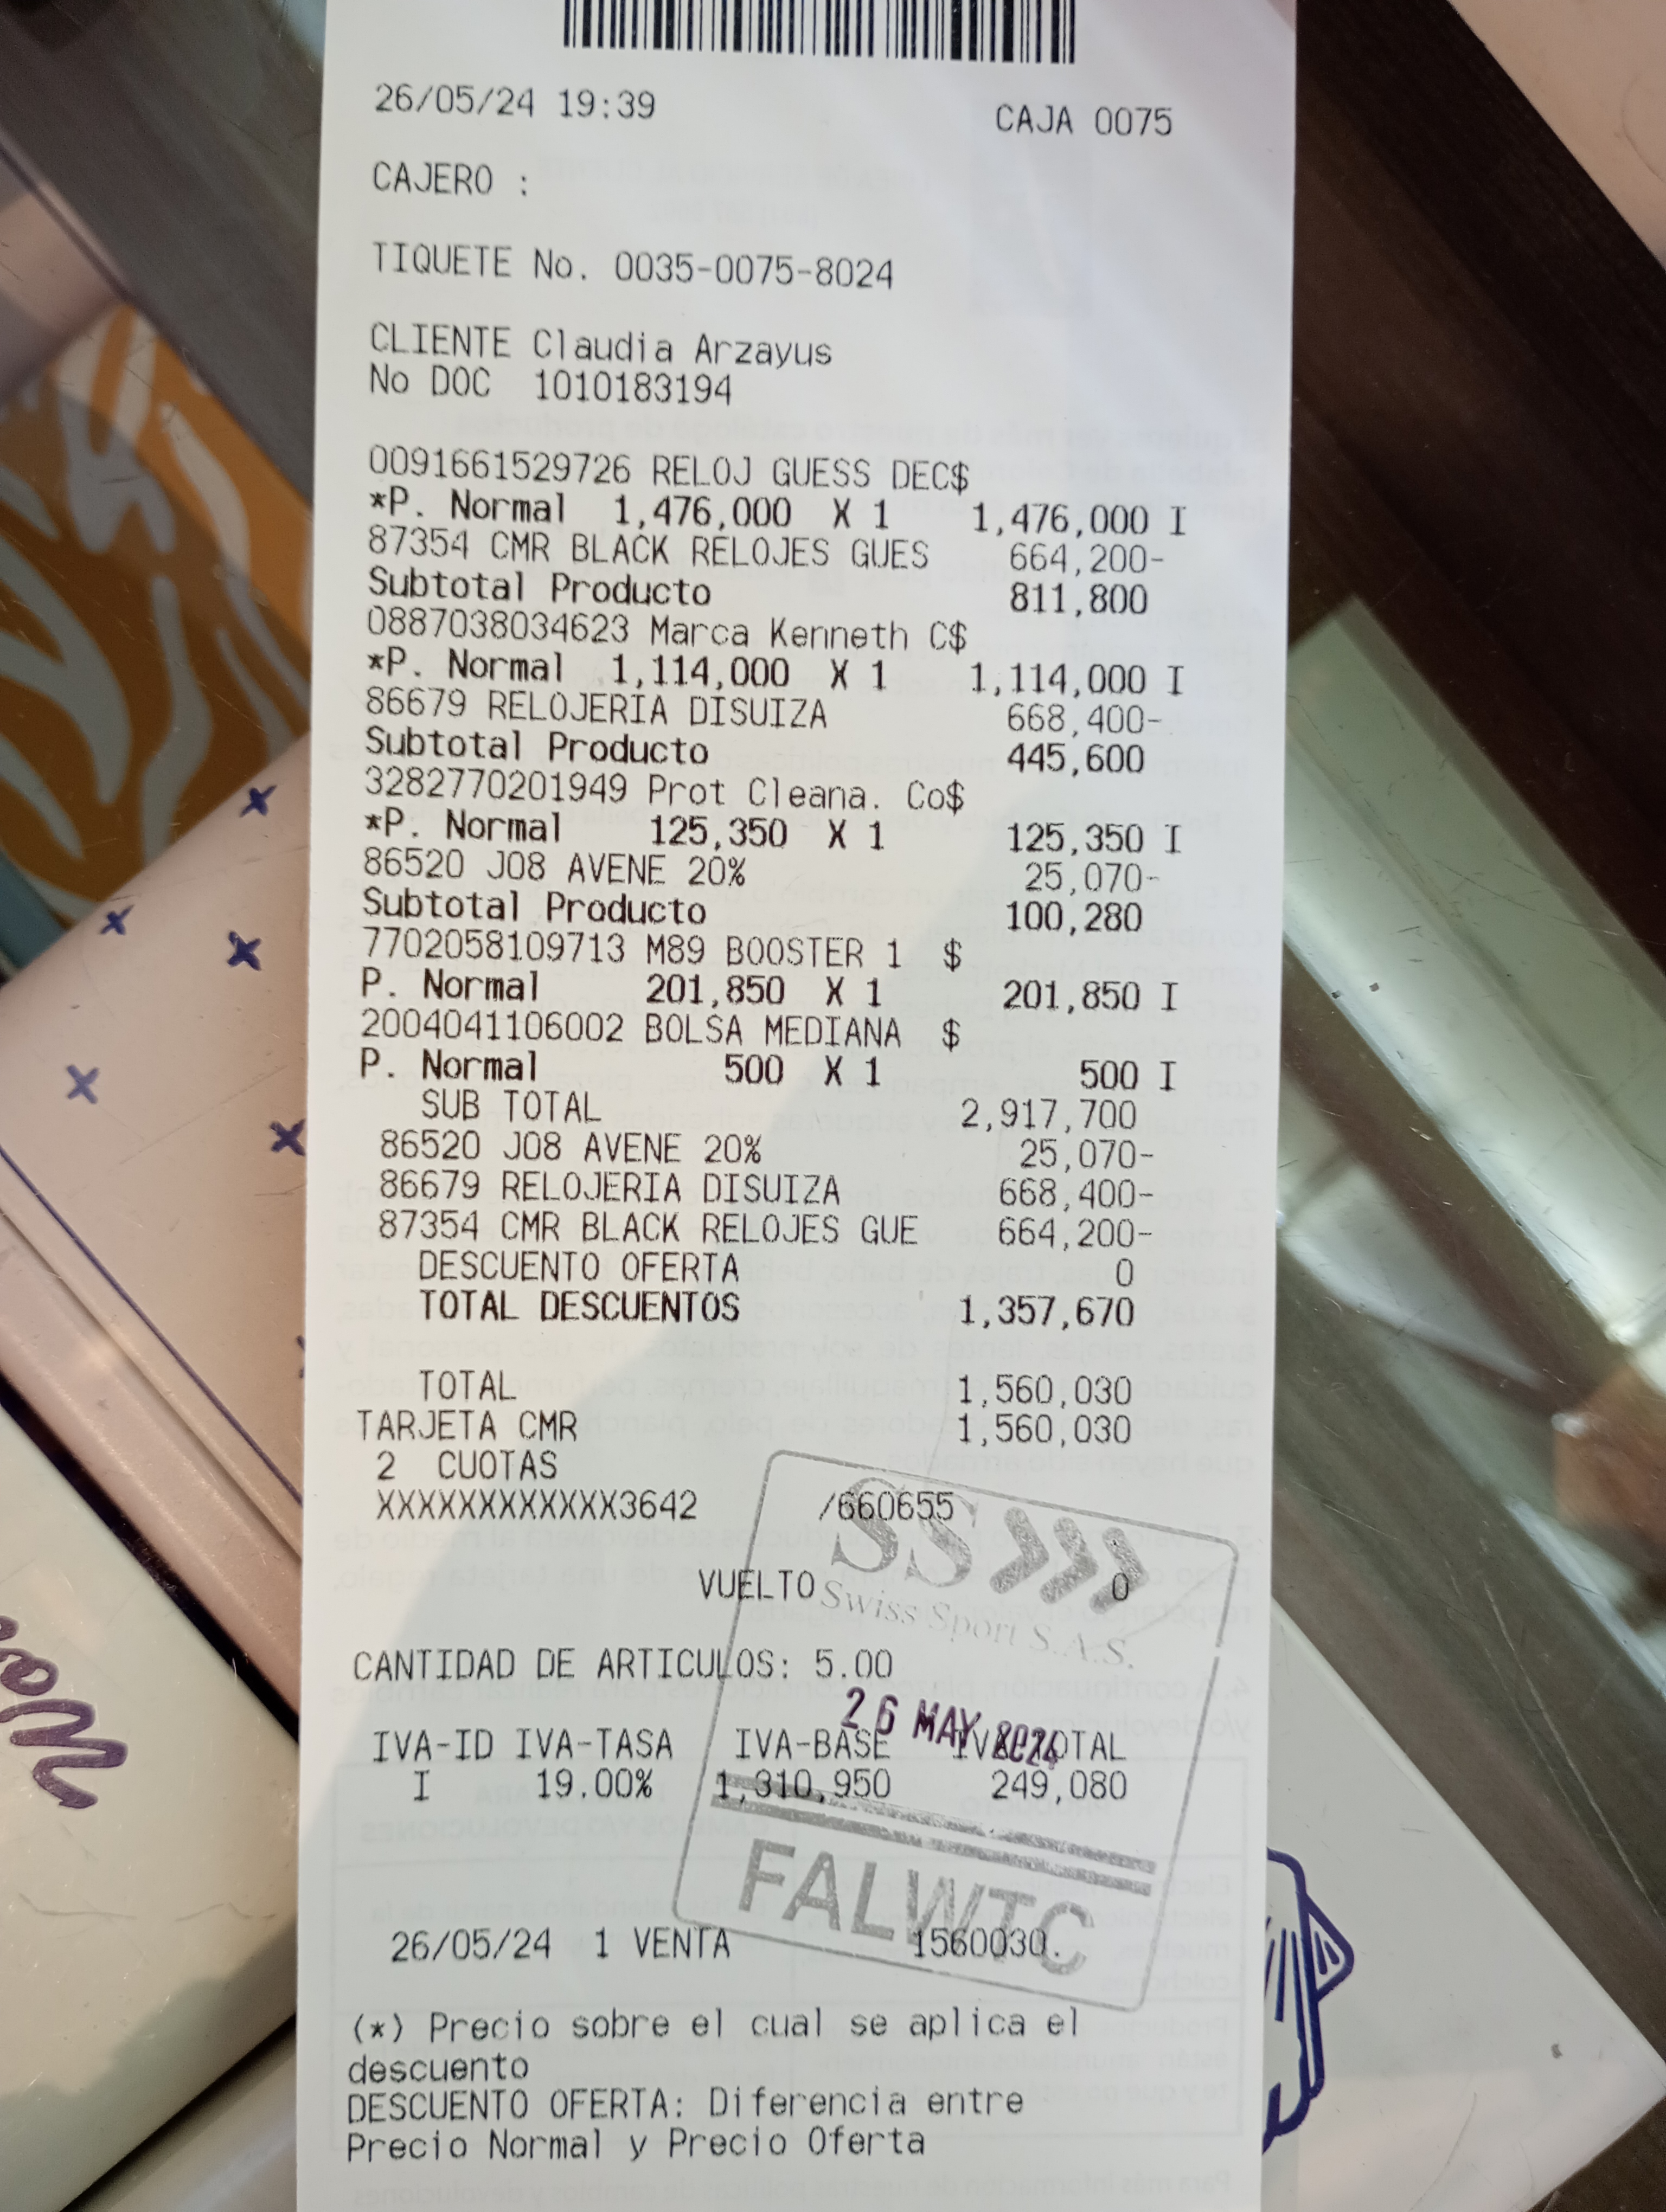 26/05/24 19:39 CAJA 0075
CAJERO :
TIQUETE No. 0035-0075-8024
CLIENTE Claudia Arzayus
No DOC 1010183194
0091661529726 RELOJ GUESS DEC$
*P. Normal 1,476,000 X 1 1,476,000 I
87354 CMR BLACK RELOJES GUES 664,200-
Subtotal Producto 811,800
0887038034623 Marca Kenneth C$
*P. Normal 1,114,000 X 1 1,114,000 I
86679 RELOJERIA DISUIZA 668,400-
Subtotal Producto 445,600
3282770201949 Prot Cleana. Co$
*P. Normal 125,350 X 1 125,350 I
86520 J08 AVENE 20% 25,070-
Subtotal Producto 100,280
7702058109713 M89 BOOSTER 1 $
P. Normal 201,850 X 1 201,850 I
2004041106002 BOLSA MEDIANA $
P. Normal 500 X 1 500 I
SUB TOTAL 2,917,700
86520 J08 AVENE 20% 25,070-
86679 RELOJERIA DISUIZA 668,400-
87354 CMR BLACK RELOJES GUE 664,200-
DESCUENTO OFERTA 0
TOTAL DESCUENTOS 1,357,670
TOTAL 1,560,030
TARJETA CMR 1,560,030
2 CUOTAS
XXXXXXXXXXXX3642 /660655
SS
VUELTO 0
Swiss Sport S.A.S.
CANTIDAD DE ARTICULOS: 5.00
26 MAY 2024
IVA-ID IVA-TASA IVA-BASE IVA-TOTAL
I 19.00% 1,310,950 249,080
FALWTC
26/05/24 1 VENTA 1560030.
(*) Precio sobre el cual se aplica el
descuento
DESCUENTO OFERTA: Diferencia entre
Precio Normal y Precio Oferta